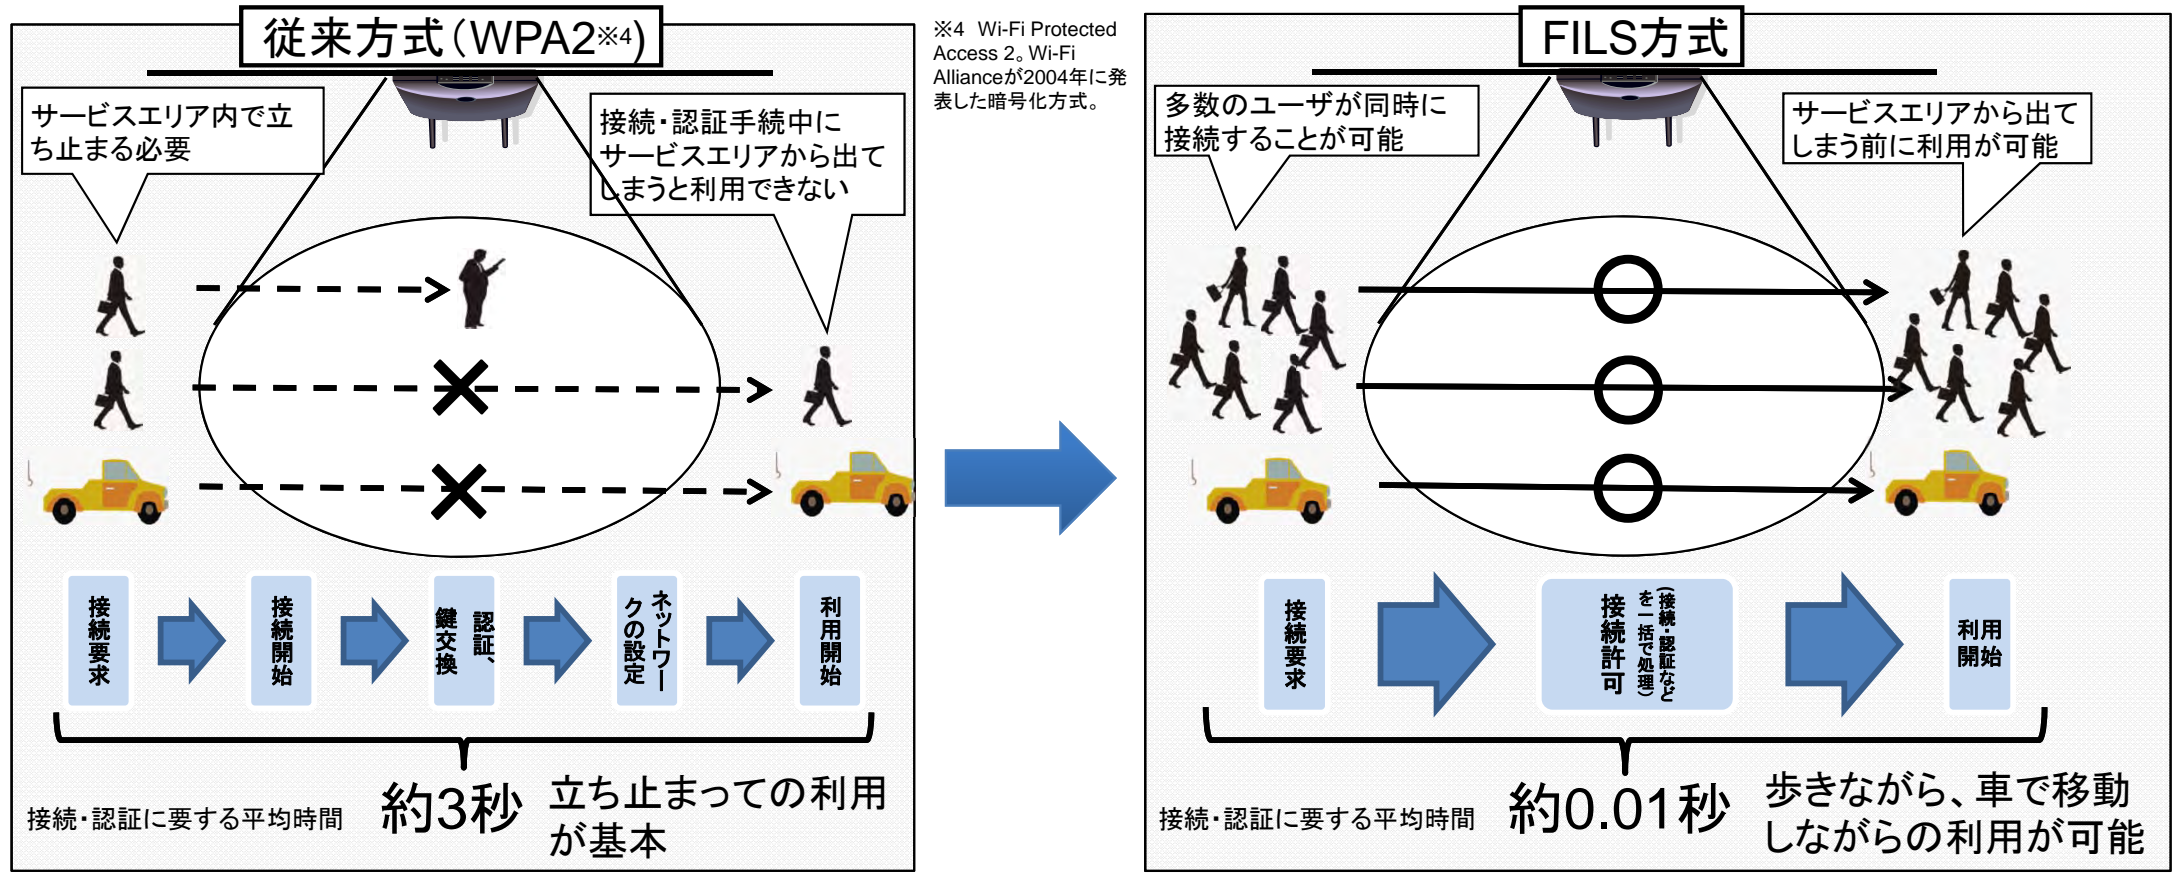 従来方式（WPA2※4）
サービスエリア内で立
ち止まる必要
接続・認証手続中に
サービスエリアから出て
しまうと利用できない
接続要求
接続開始
認証、
鍵交換
ネットワー
クの設定
利用開始
接続・認証に要する平均時間
約3秒
立ち止まっての利用
が基本
※4 Wi-Fi Protected
Access 2。Wi-Fi
Allianceが2004年に発
表した暗号化方式。
FILS方式
多数のユーザが同時に
接続することが可能
サービスエリアから出て
しまう前に利用が可能
接続要求
（接続・認証など
を一括で処理）
接続許可
利用
開始
接続・認証に要する平均時間
約0.01秒
歩きながら、車で移動
しながらの利用が可能